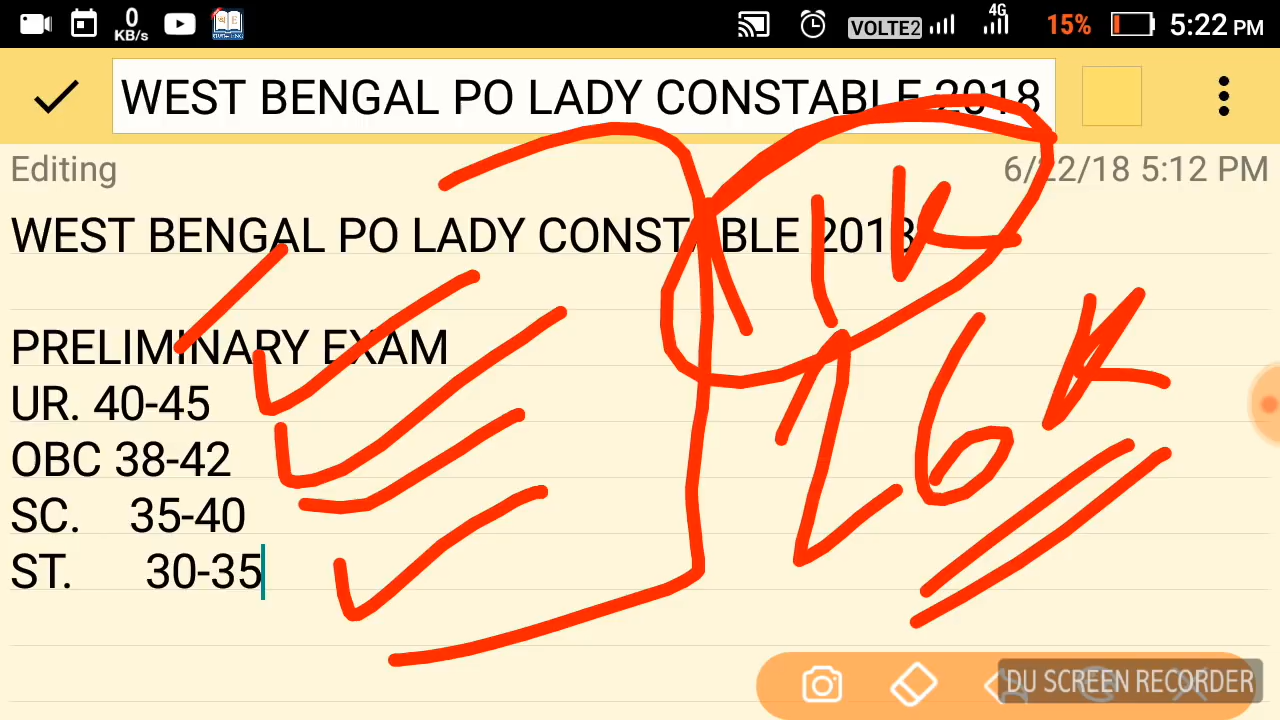 0 KB/s VOLTE2 4G 15% 5:22 PM
WEST BENGAL PO LADY CONSTABLE 2018
Editing 6/22/18 5:12 PM
WEST BENGAL PO LADY CONSTABLE 2018
1K
PRELIMINARY EXAM
26K
UR. 40-45
OBC 38-42
SC. 35-40
ST. 30-35
DU SCREEN RECORDER